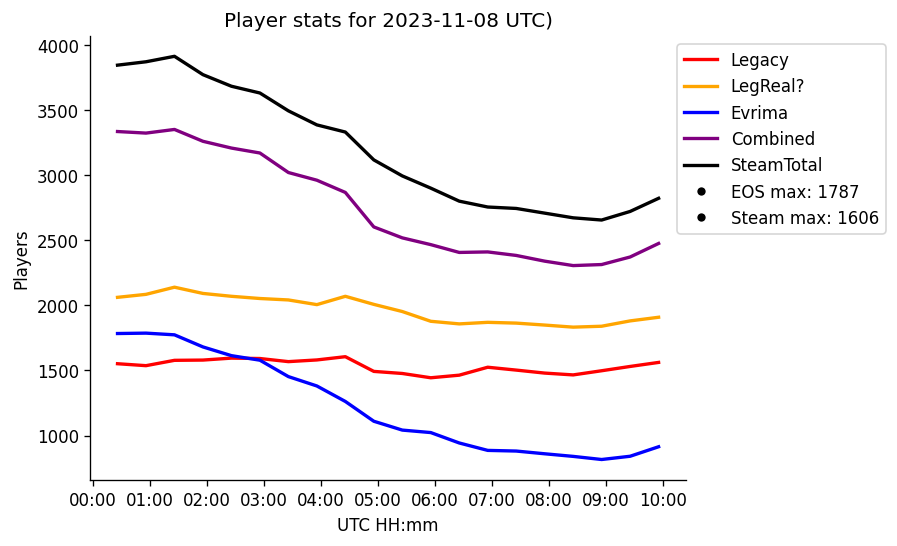 Player stats for 2023-11-08 UTC)
4000
3500
3000
2500
2000
1500
1000
Players
00:00 01:00 02:00 03:00 04:00 05:00 06:00 07:00 08:00 09:00 10:00
UTC HH:mm
Legacy
LegReal?
Evrima
Combined
SteamTotal
EOS max: 1787
Steam max: 1606